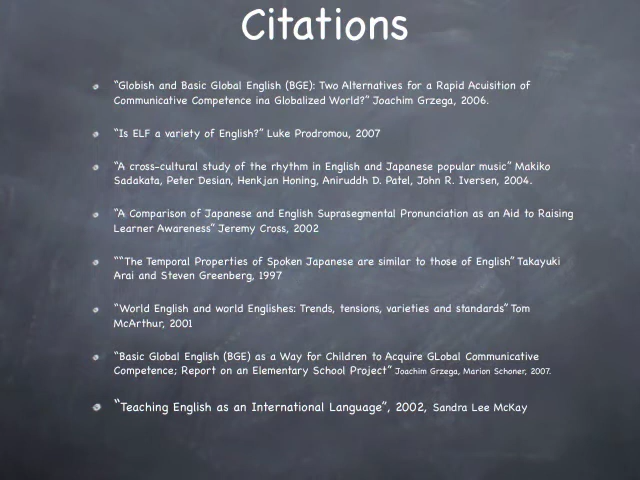 Citations
"Globish and Basic Global English (BGE): Two Alternatives for a Rapid Acuisition of
Communicative Competence ina Globalized World?" Joachim Grzega, 2006.
"Is ELF a variety of English?" Luke Prodromou, 2007
"A cross-cultural study of the rhythm in English and Japanese popular music" Makiko
Sadakata, Peter Desian, Henkjan Honing, Aniruddh D. Patel, John R. Iversen, 2004.
"A Comparison of Japanese and English Suprasegmental Pronunciation as an Aid to Raising
Learner Awareness" Jeremy Cross, 2002
""The Temporal Properties of Spoken Japanese are similar to those of English" Takayuki
Arai and Steven Greenberg, 1997
"World English and world Englishes: Trends, tensions, varieties and standards" Tom
McArthur, 2001
"Basic Global English (BGE) as a Way for Children to Acquire GLobal Communicative
Competence; Report on an Elementary School Project" Joachim Grzega, Marion Schoner, 2007.
"Teaching English as an International Language", 2002, Sandra Lee McKay